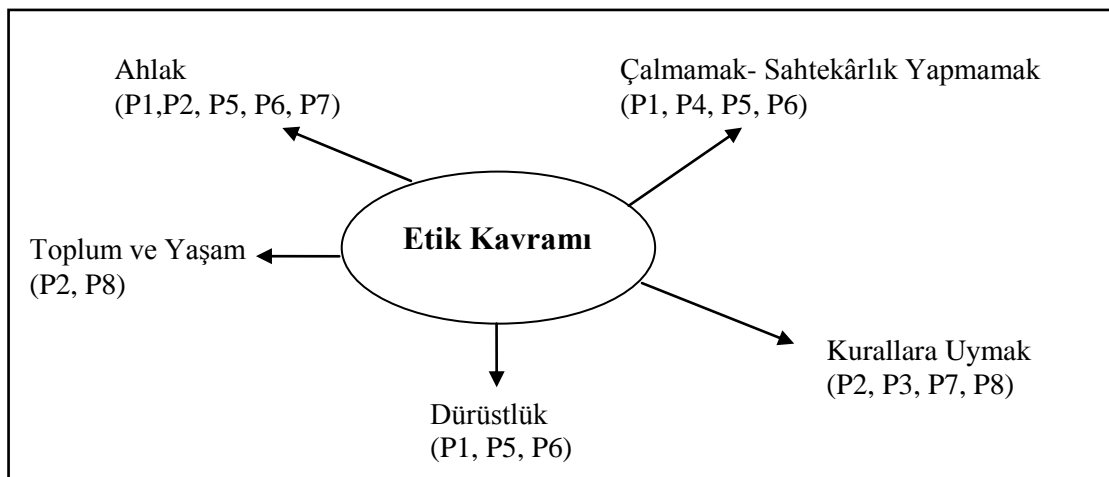 Ahlak
(P1,P2, P5, P6, P7)
Çalmamak- Sahtekârlık Yapmamak
(P1, P4, P5, P6)
Etik Kavramı
Toplum ve Yaşam
(P2, P8)
Kurallara Uymak
(P2, P3, P7, P8)
Dürüstlük
(P1, P5, P6)